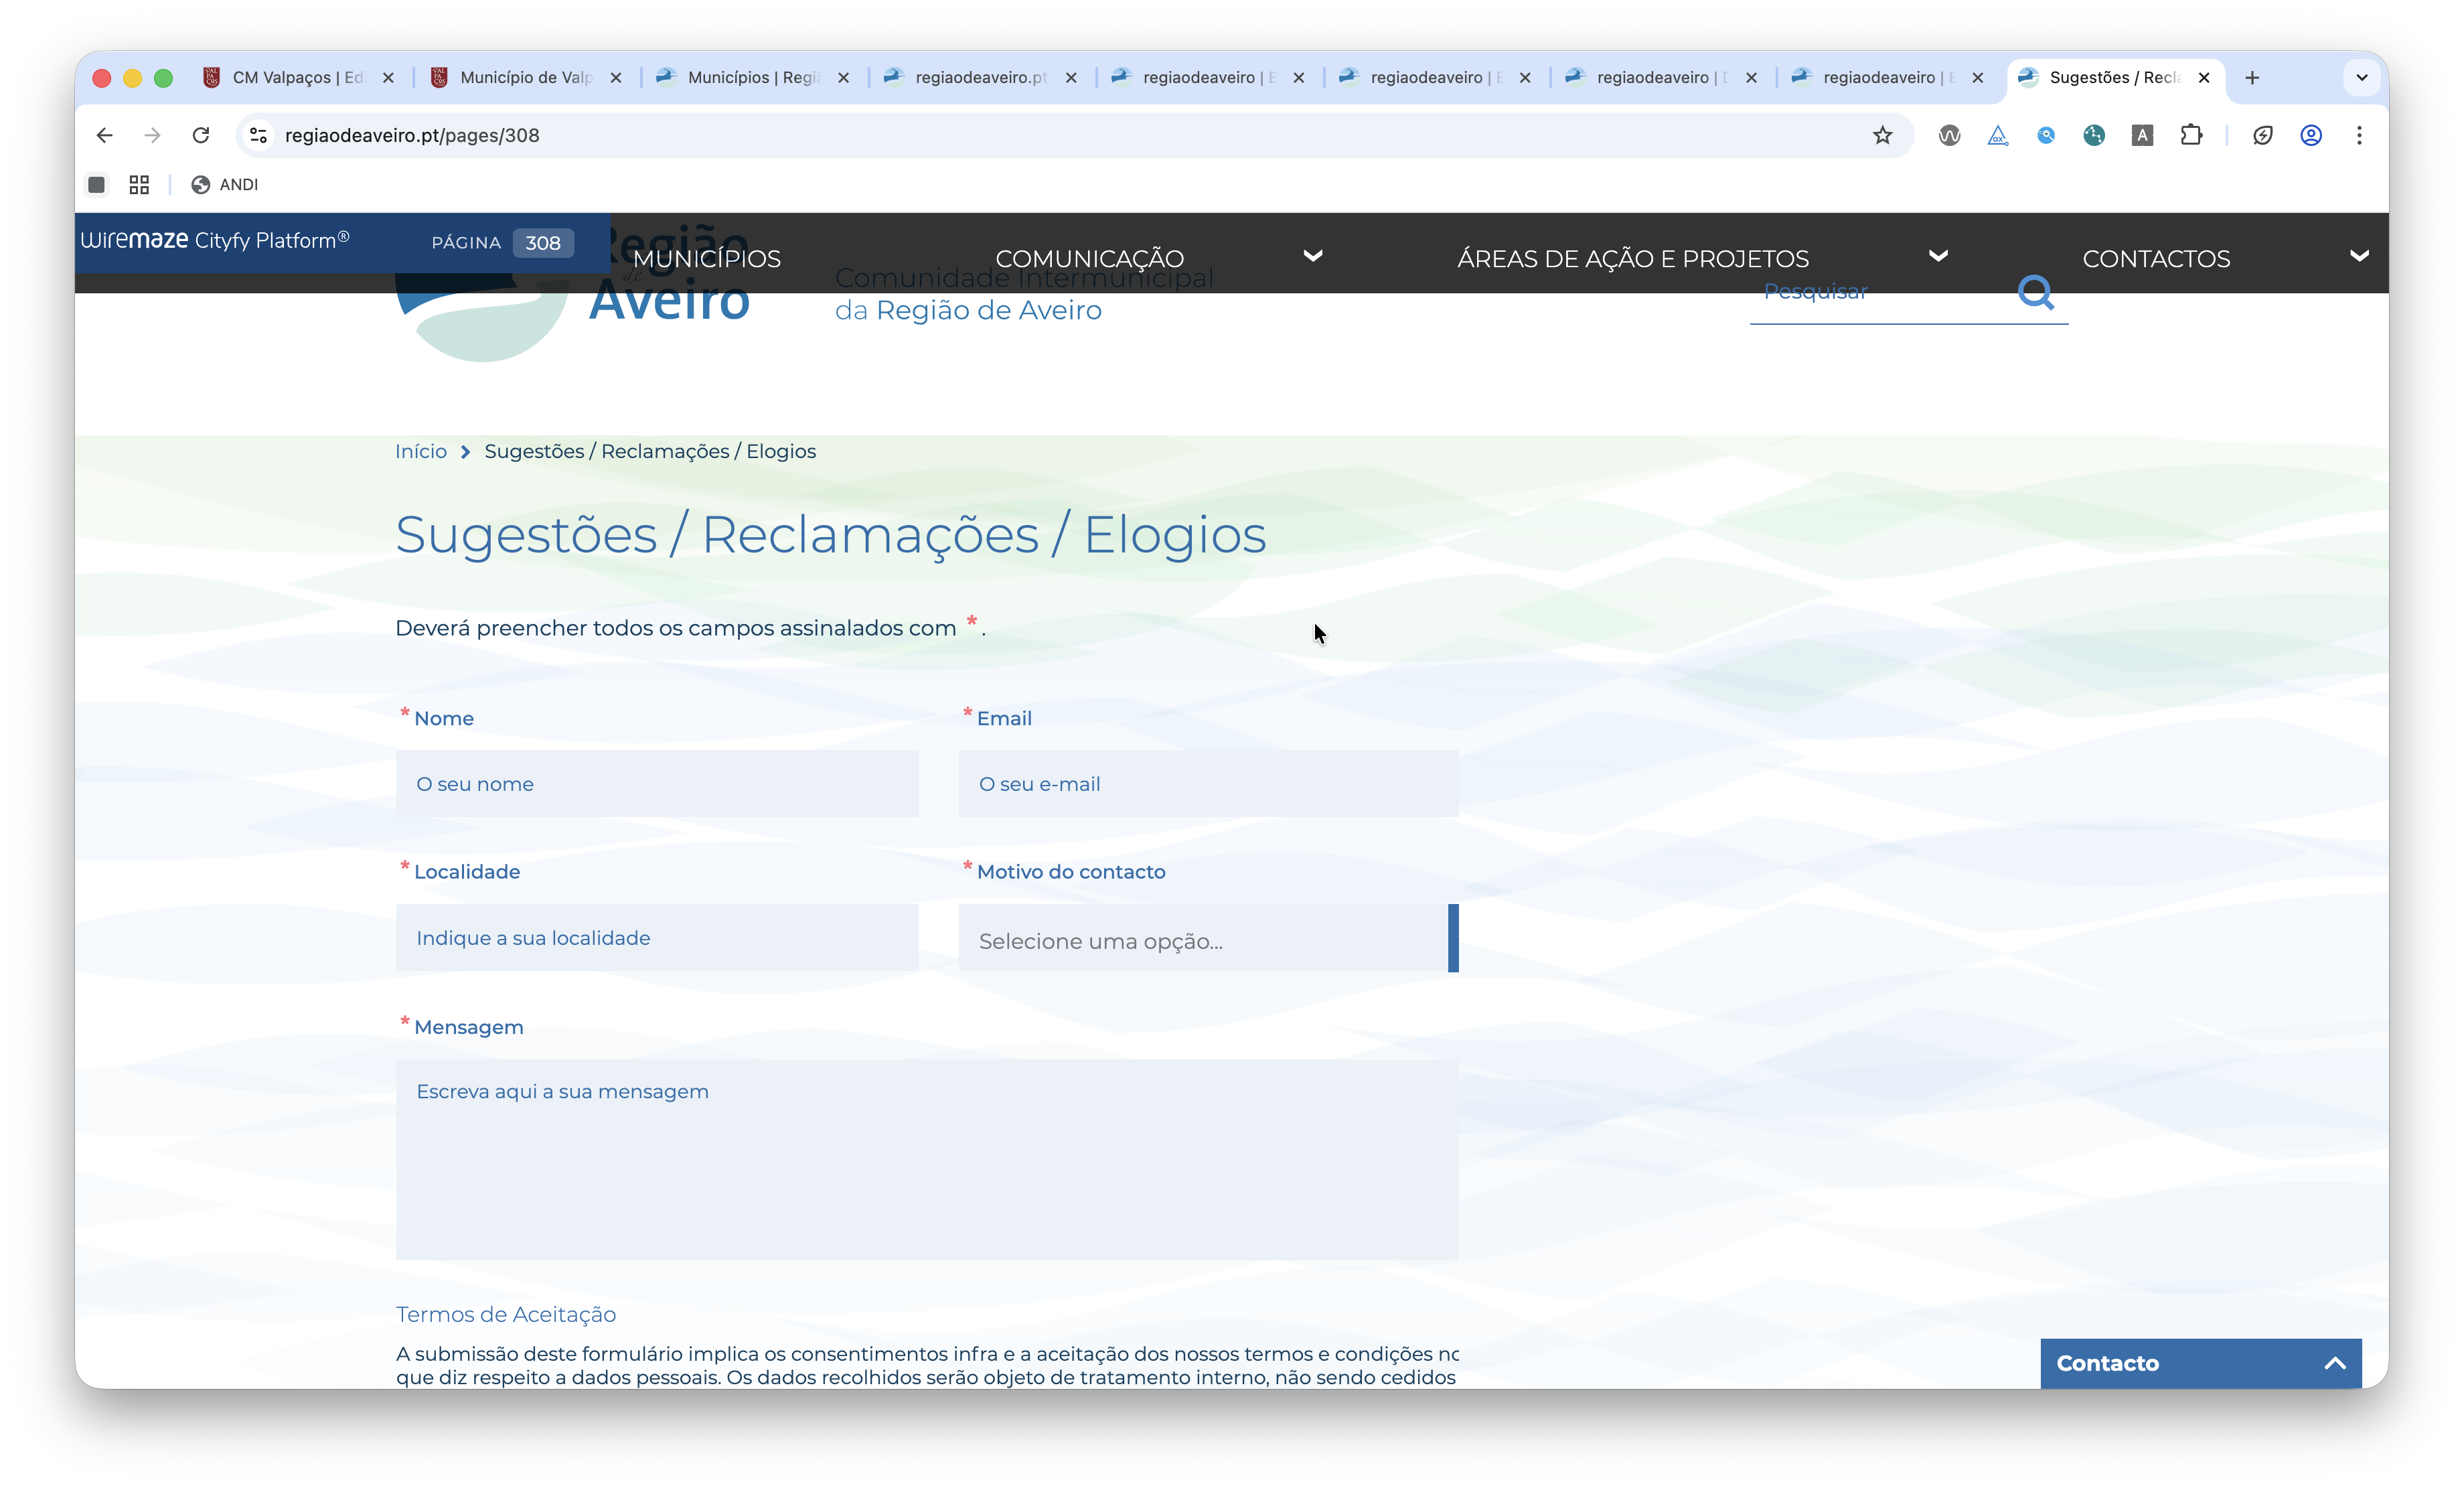 CM Valpaços | Ed
Município de Valp
Municípios | Regi
regiaodeaveiro.pt
regiaodeaveiro | E
regiaodeaveiro | E
regiaodeaveiro | D
regiaodeaveiro | E
Sugestões / Recl
regiaodeaveiro.pt/pages/308
ANDI
wiremaze Cityfy Platform®
PÁGINA 308
MUNICÍPIOS
COMUNICAÇÃO
ÁREAS DE AÇÃO E PROJETOS
CONTACTOS
Região
de
Aveiro
Comunidade Intermunicipal
da Região de Aveiro
Pesquisar
Início > Sugestões / Reclamações / Elogios
Sugestões / Reclamações / Elogios
Deverá preencher todos os campos assinalados com * .
* Nome
* Email
O seu nome
O seu e-mail
* Localidade
* Motivo do contacto
Indique a sua localidade
Selecione uma opção...
* Mensagem
Escreva aqui a sua mensagem
Termos de Aceitação
A submissão deste formulário implica os consentimentos infra e a aceitação dos nossos termos e condições no
que diz respeito a dados pessoais. Os dados recolhidos serão objeto de tratamento interno, não sendo cedidos
Contacto